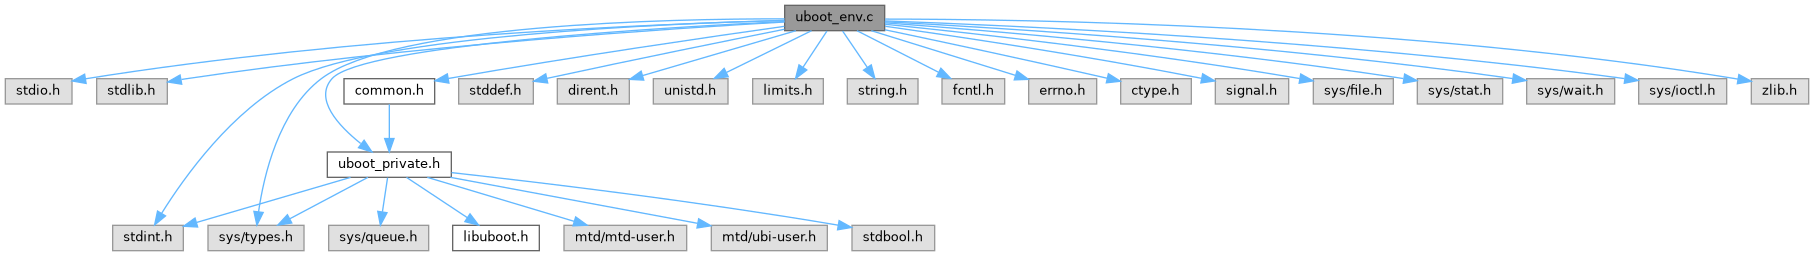 uboot_env.c
stdio.h
stdlib.h
common.h
stddef.h
dirent.h
unistd.h
limits.h
string.h
fcntl.h
errno.h
ctype.h
signal.h
sys/file.h
sys/stat.h
sys/wait.h
sys/ioctl.h
zlib.h
uboot_private.h
stdint.h
sys/types.h
sys/queue.h
libuboot.h
mtd/mtd-user.h
mtd/ubi-user.h
stdbool.h